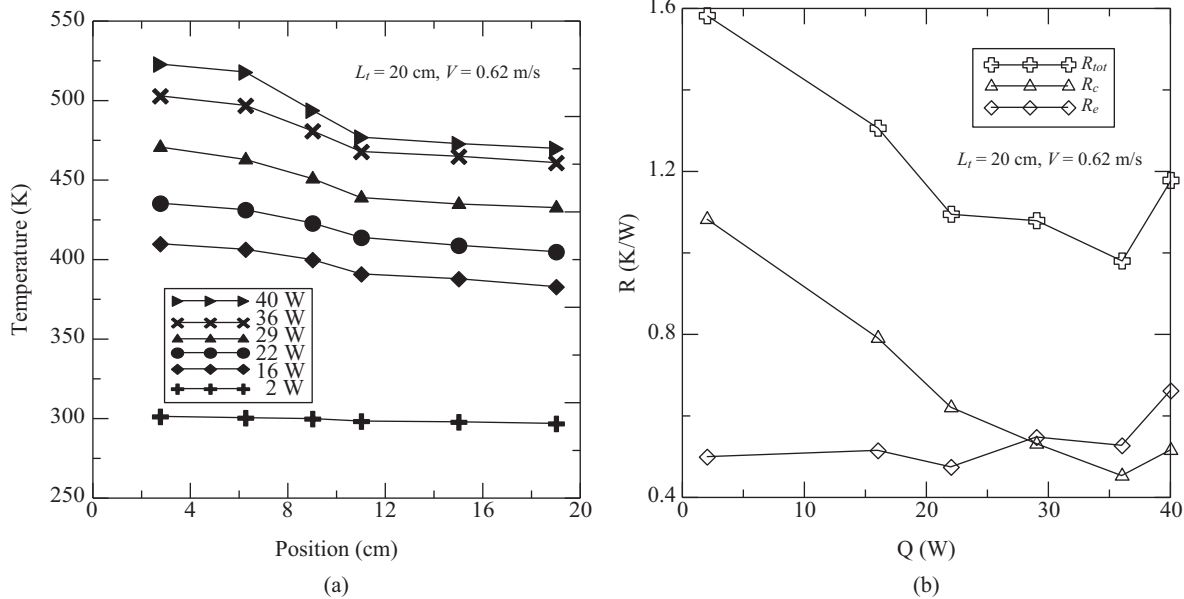 550
500
450
400
350
300
250
Temperature (K)
L_t = 20 cm, V = 0.62 m/s
40 W
36 W
29 W
22 W
16 W
2 W
0
4
8
12
16
20
Position (cm)
(a)
1.6
1.2
0.8
0.4
R (K/W)
R_tot
R_c
R_e
L_t = 20 cm, V = 0.62 m/s
0
10
20
30
40
Q (W)
(b)